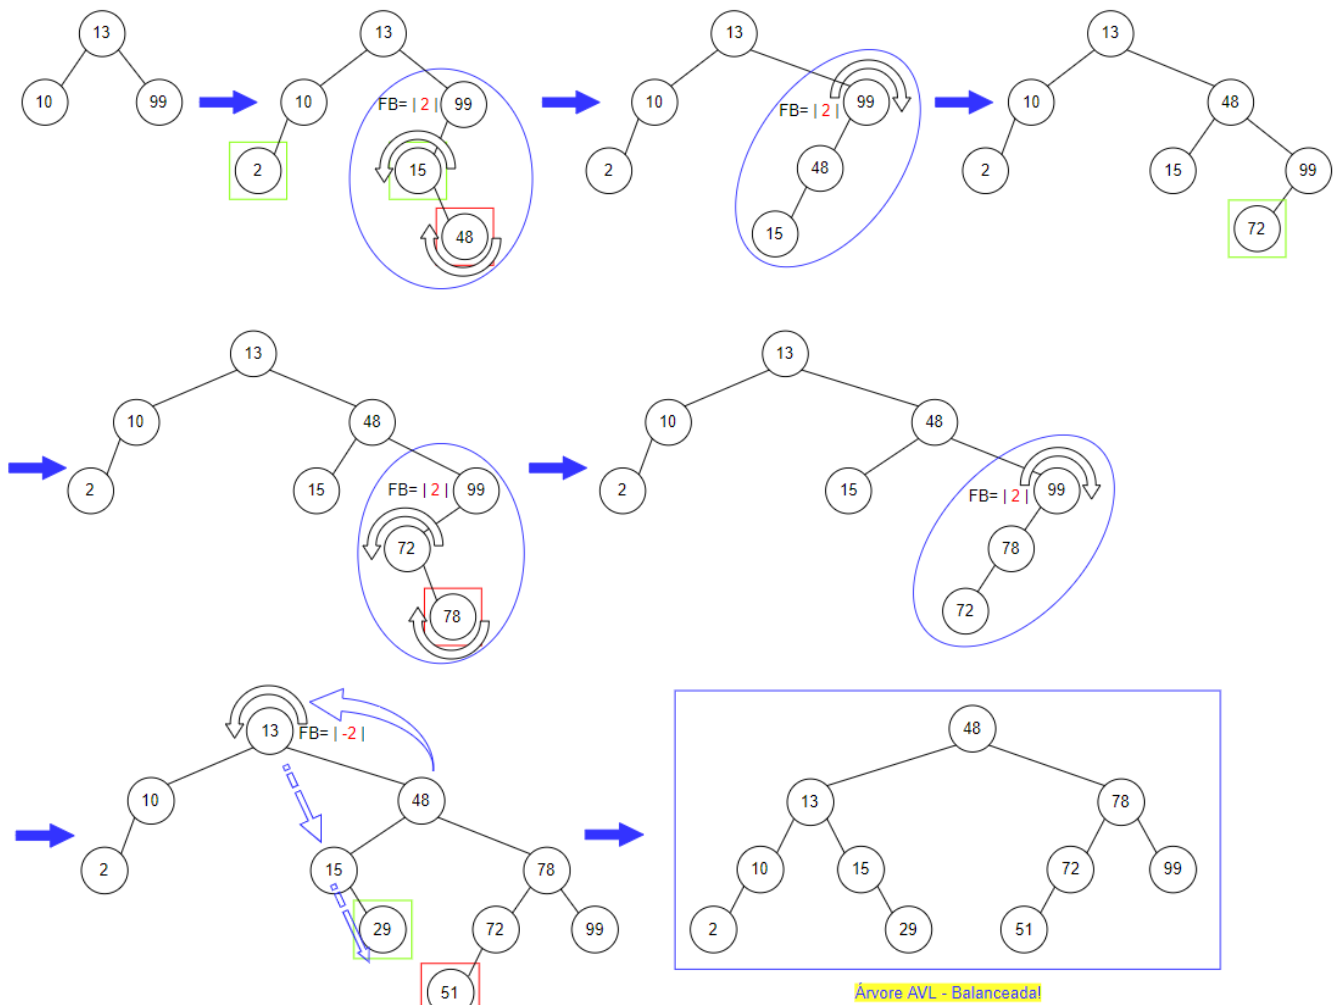 13
10 99
13
10 FB= | 2 | 99
2 15
48
13
10 FB= | 2 | 99
2 48
15
13
10 48
2 15 99
72
13
10 48
2 15 FB= | 2 | 99
72
78
13
10 48
2 15 FB= | 2 | 99
78
72
13 FB= | -2 |
10 48
2 15 78
29 72 99
51
48
13 78
10 15 72 99
2 29 51
Árvore AVL - Balanceada!